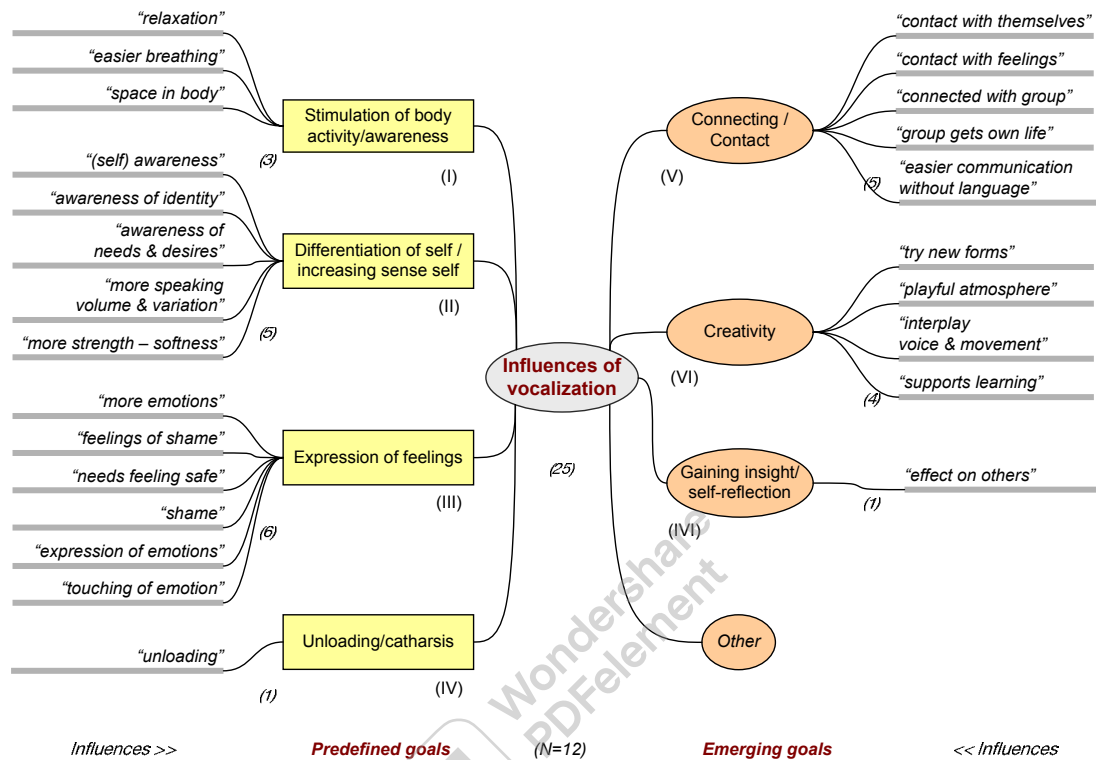 “relaxation”
“easier breathing”
“space in body”
Stimulation of body
activity/awareness
(3)
(I)
“(self) awareness”
“awareness of identity”
“awareness of
needs & desires”
“more speaking
volume & variation”
“more strength – softness”
Differentiation of self /
increasing sense self
(5)
(II)
“more emotions”
“feelings of shame”
“needs feeling safe”
“shame”
“expression of emotions”
“touching of emotion”
Expression of feelings
(6)
(III)
“unloading”
Unloading/catharsis
(1)
(IV)
Influences of
vocalization
(25)
Connecting /
Contact
(V)
“contact with themselves”
“contact with feelings”
“connected with group”
“group gets own life”
“easier communication
without language”
(5)
Creativity
(VI)
“try new forms”
“playful atmosphere”
“interplay
voice & movement”
“supports learning”
(4)
Gaining insight/
self-reflection
(IVI)
“effect on others”
(1)
Other
Wondershare
PDFelement
Influences >>
Predefined goals
(N=12)
Emerging goals
<< Influences